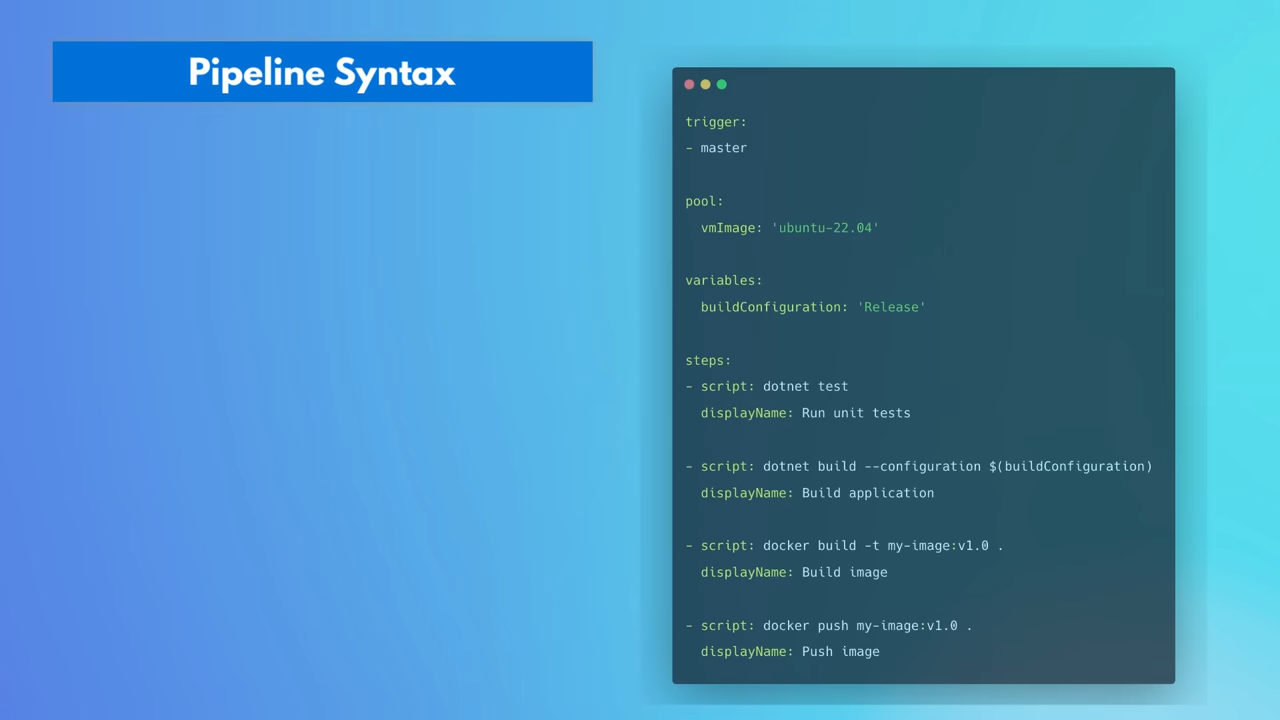 Pipeline Syntax
trigger:
- master
pool:
  vmImage: 'ubuntu-22.04'
variables:
  buildConfiguration: 'Release'
steps:
- script: dotnet test
  displayName: Run unit tests
- script: dotnet build --configuration $(buildConfiguration)
  displayName: Build application
- script: docker build -t my-image:v1.0 .
  displayName: Build image
- script: docker push my-image:v1.0 .
  displayName: Push image